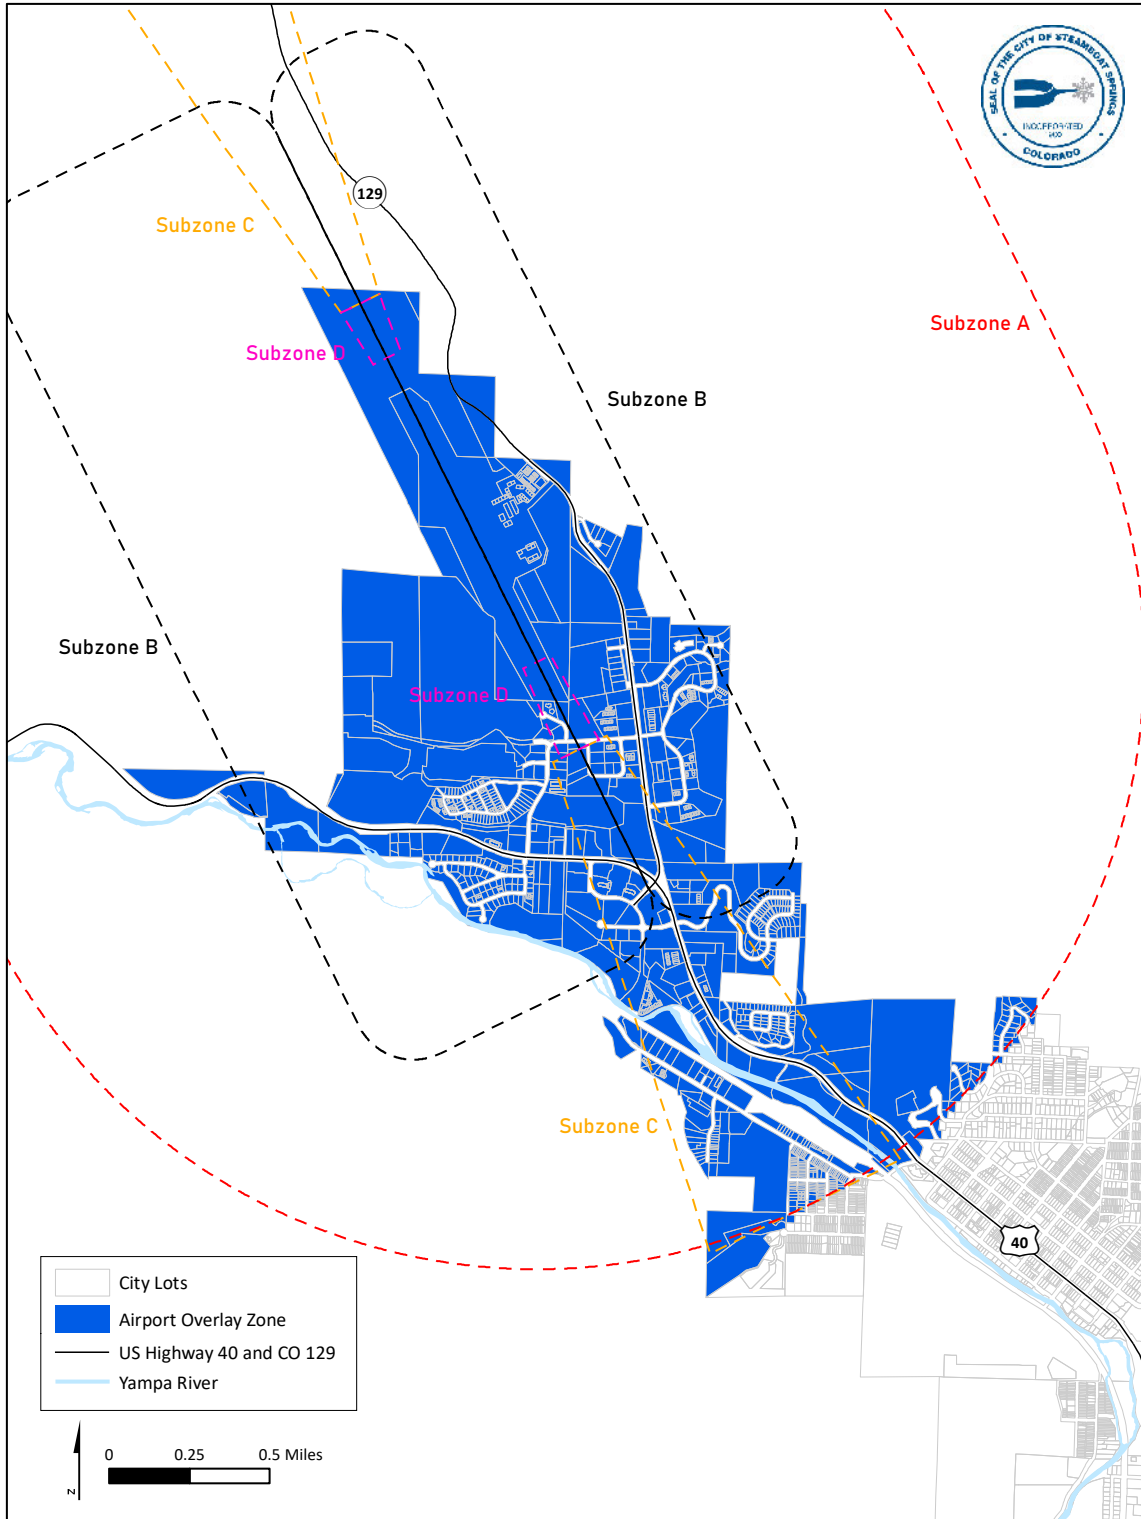 SEAL OF THE CITY OF STEAMBOAT SPRINGS
INCORPORATED
COLORADO
129
Subzone C
Subzone A
Subzone D
Subzone B
Subzone B
Subzone D
Subzone C
40
City Lots
Airport Overlay Zone
US Highway 40 and CO 129
Yampa River
0 0.25 0.5 Miles
N